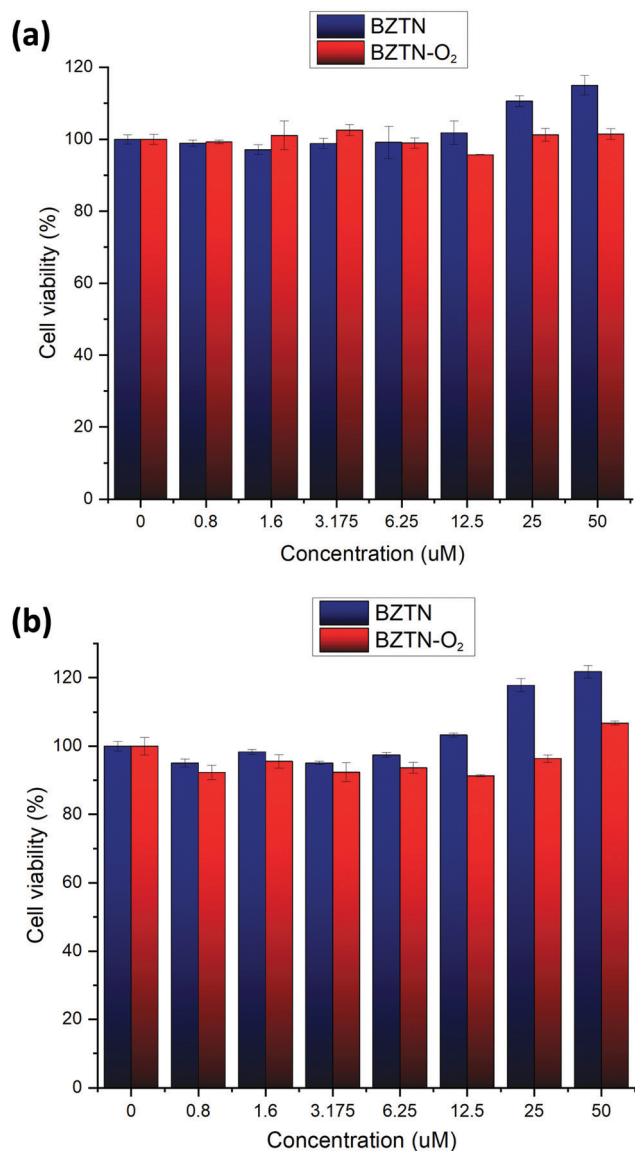 (a)
BZTN
BZTN-O₂
120
100
80
60
40
20
0
Cell viability (%)
0 0.8 1.6 3.175 6.25 12.5 25 50
Concentration (uM)
(b)
BZTN
BZTN-O₂
120
100
80
60
40
20
0
Cell viability (%)
0 0.8 1.6 3.175 6.25 12.5 25 50
Concentration (uM)